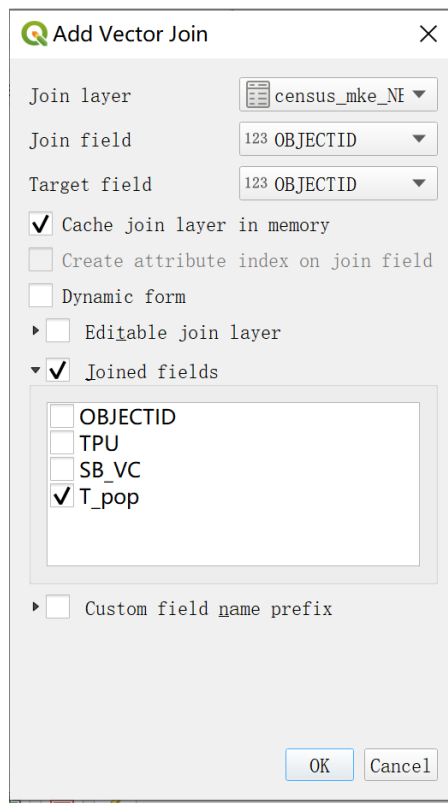 Add Vector Join
Join layer census_mke_NE
Join field 123 OBJECTID
Target field 123 OBJECTID
Cache join layer in memory
Create attribute index on join field
Dynamic form
Editable join layer
Joined fields
OBJECTID
TPU
SB_VC
T_pop
Custom field name prefix
OK Cancel